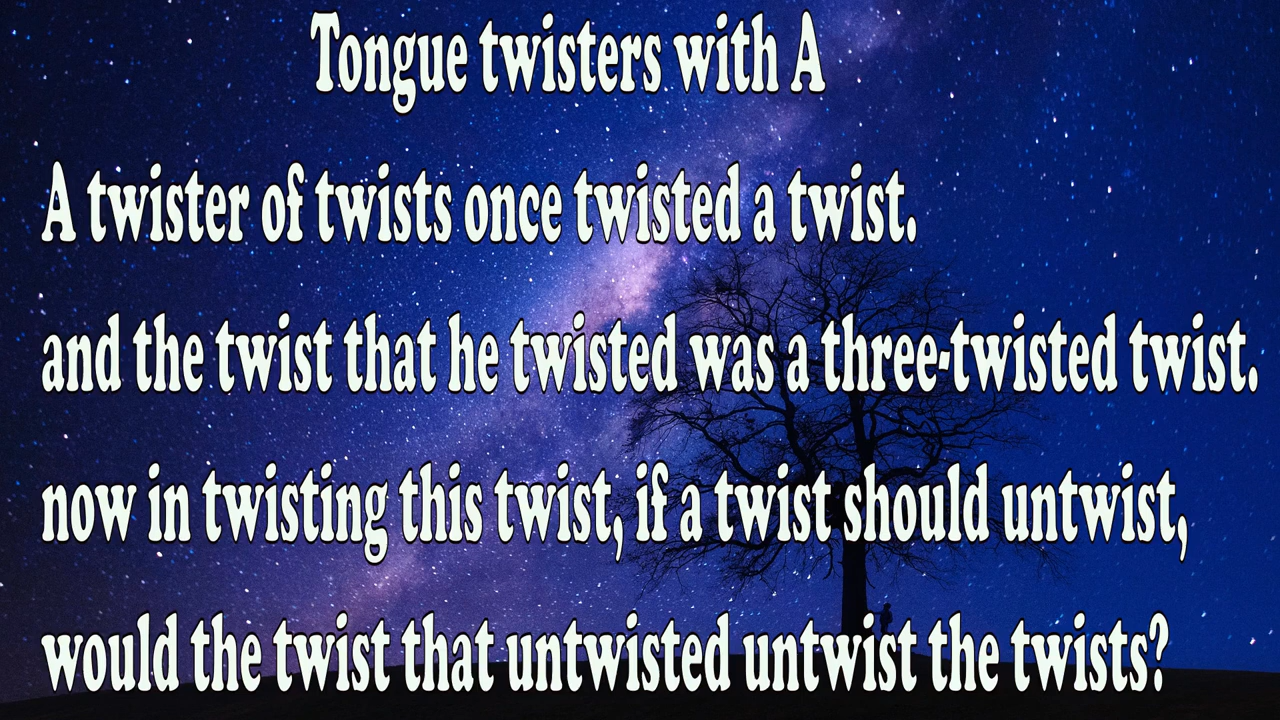 Tongue twisters with A
A twister of twists once twisted a twist.
and the twist that he twisted was a three-twisted twist.
now in twisting this twist, if a twist should untwist,
would the twist that untwisted untwist the twists?